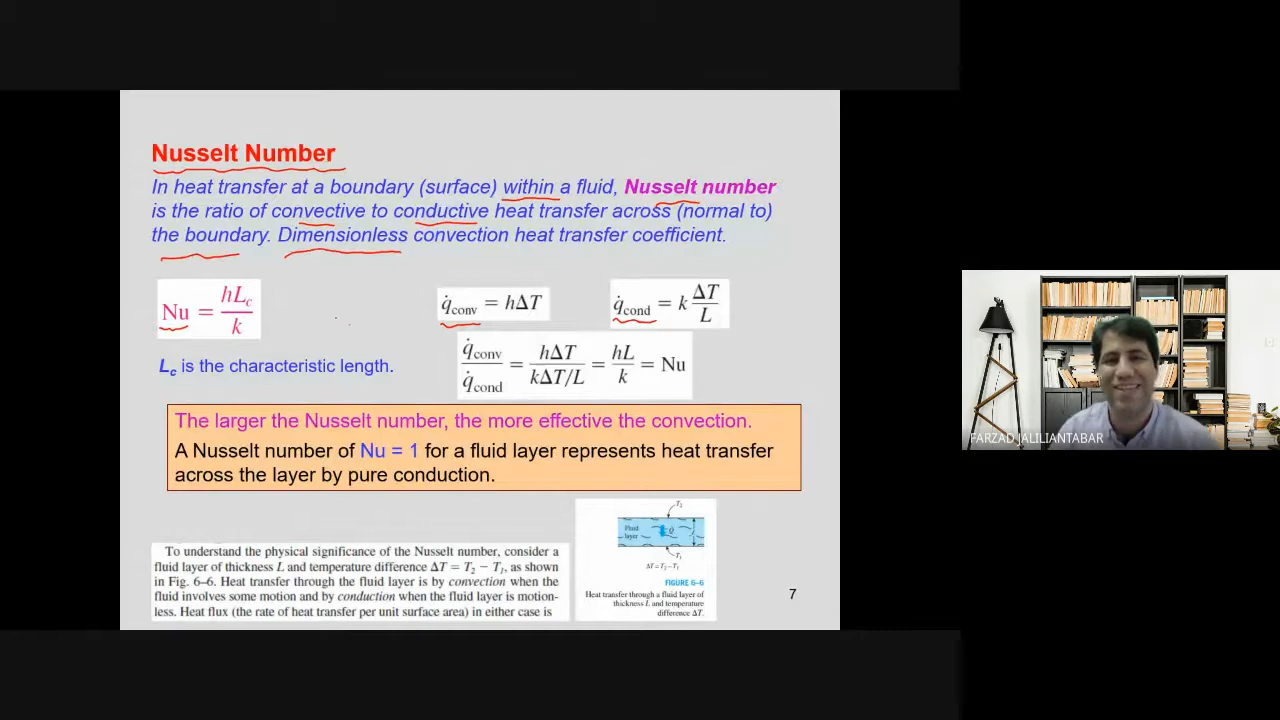 Nusselt Number
In heat transfer at a boundary (surface) within a fluid, Nusselt number
is the ratio of convective to conductive heat transfer across (normal to)
the boundary. Dimensionless convection heat transfer coefficient.
Nu = hL_c / k
q̇conv = hΔT
q̇cond = k ΔT / L
q̇conv / q̇cond = hΔT / kΔT/L = hL / k = Nu
Lc is the characteristic length.
The larger the Nusselt number, the more effective the convection.
A Nusselt number of Nu = 1 for a fluid layer represents heat transfer
across the layer by pure conduction.
To understand the physical significance of the Nusselt number, consider a
fluid layer of thickness L and temperature difference ΔT = T2 − T1, as shown
in Fig. 6–6. Heat transfer through the fluid layer is by convection when the
fluid involves some motion and by conduction when the fluid layer is motion-
less. Heat flux (the rate of heat transfer per unit surface area) in either case is
T2
Fluid
layer
Q̇
T1
ΔT = T2 − T1
FIGURE 6–6
Heat transfer through a fluid layer of
thickness L and temperature
difference ΔT.
7
FARZAD JALILIANTABAR